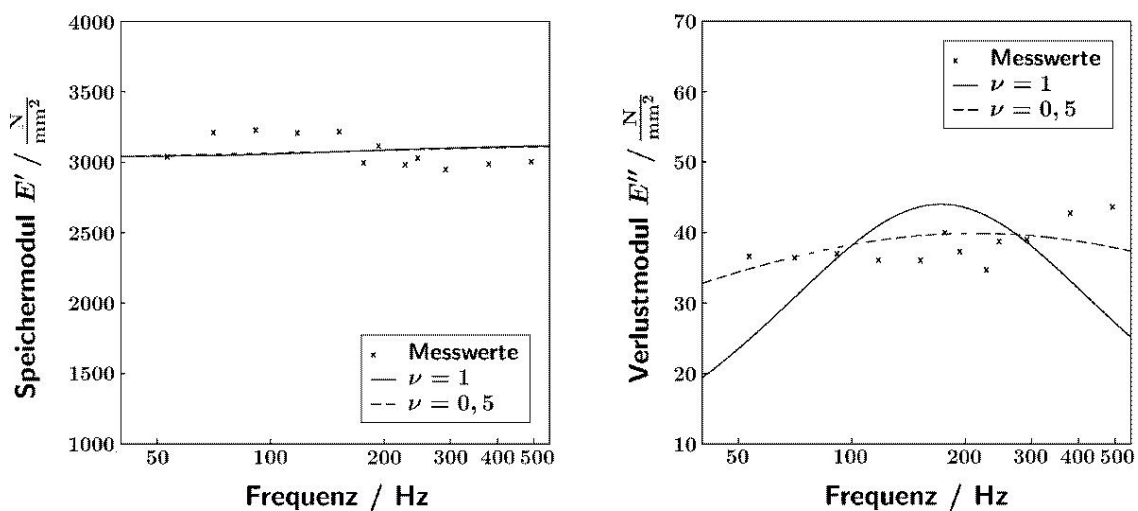 4000
3500
3000
2500
2000
1500
1000
Speichermodul E′ / N/mm²
Messwerte
ν = 1
ν = 0,5
50 100 200 300 400 500
Frequenz / Hz
70
60
50
40
30
20
10
Verlustmodul E″ / N/mm²
Messwerte
ν = 1
ν = 0,5
50 100 200 300 400 500
Frequenz / Hz